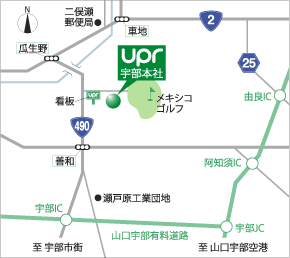 二俣瀬
郵便局
車地
2
瓜生野
upr
宇部本社
25
由良IC
看板
upr
メキシコ
ゴルフ
490
善和
阿知須IC
瀬戸原工業団地
宇部IC
宇部JC
山口宇部有料道路
至 宇部市街
至 山口宇部空港